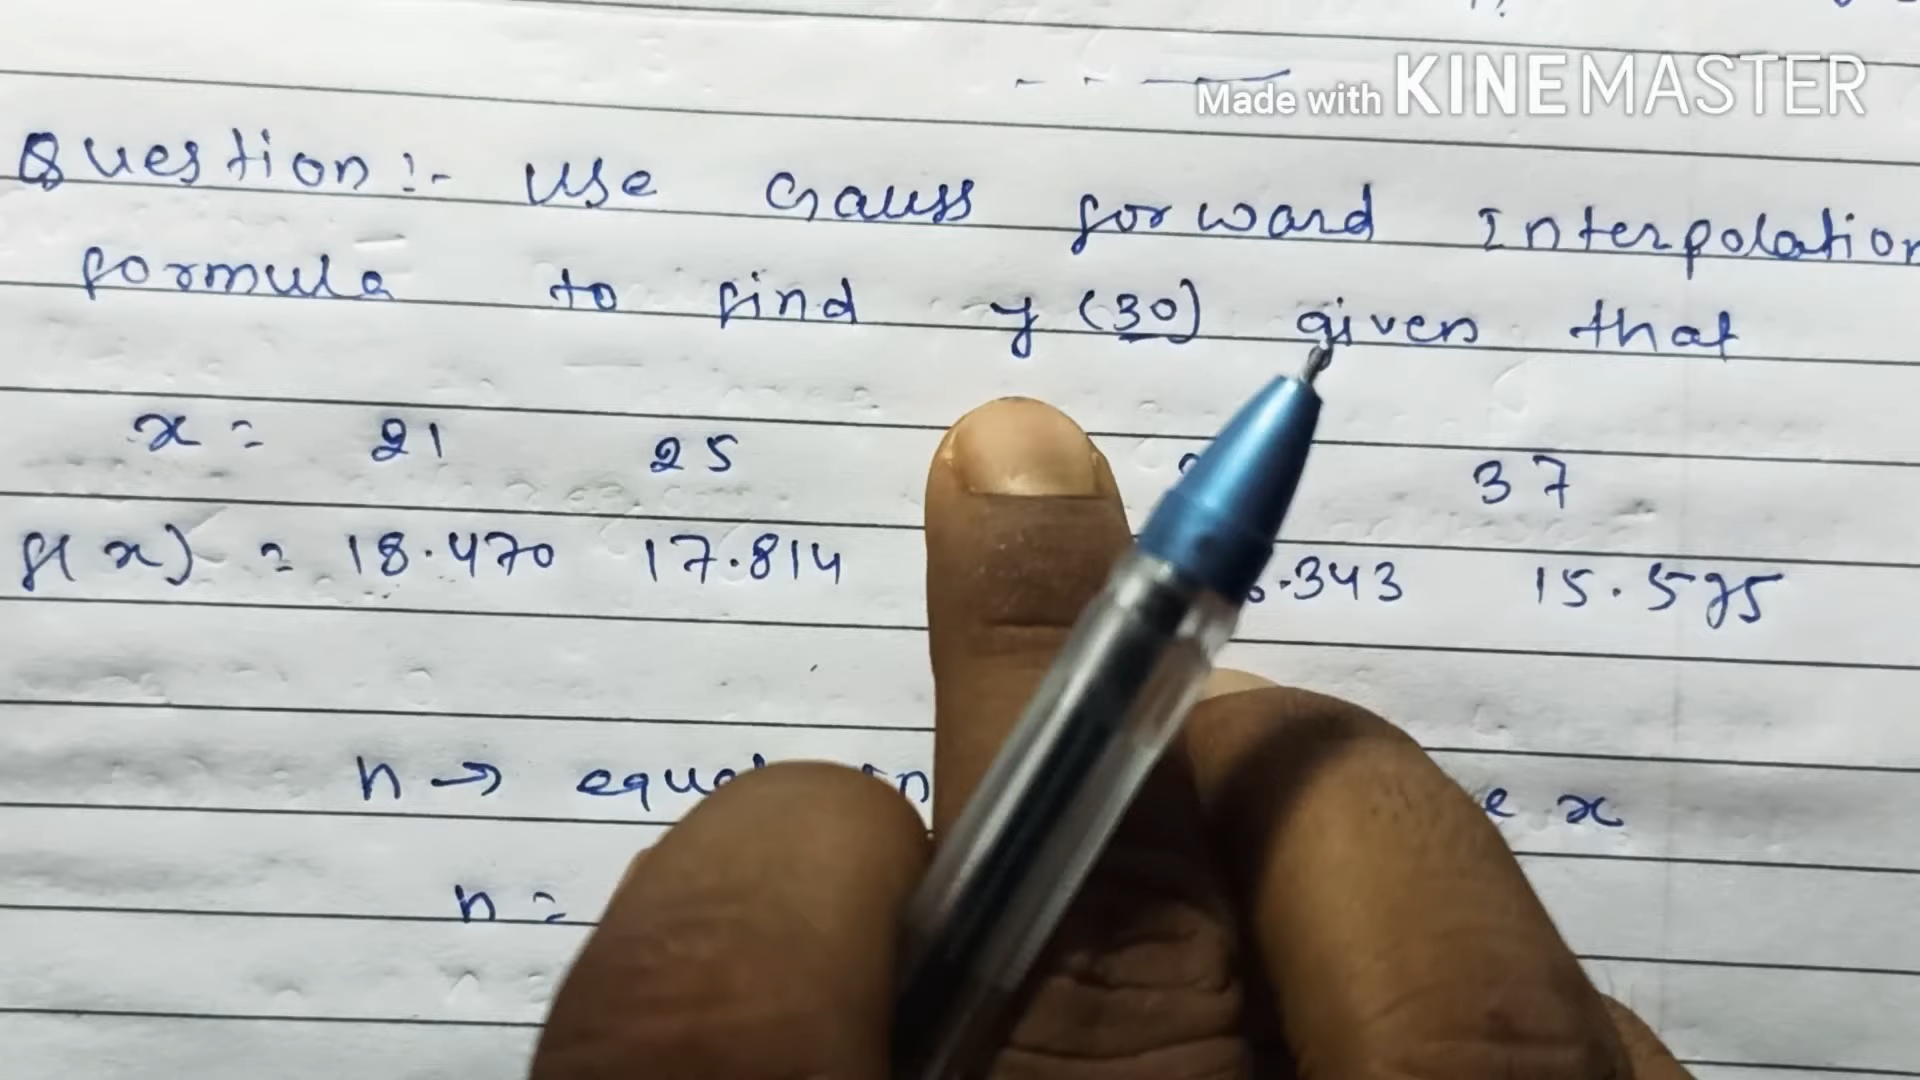 Made with KINEMASTER
Question:- Use Gauss forward Interpolation
formula to find y (30) given that
x = 21 25 37
f(x) = 18.470 17.814 .343 15.575
n → x
n =